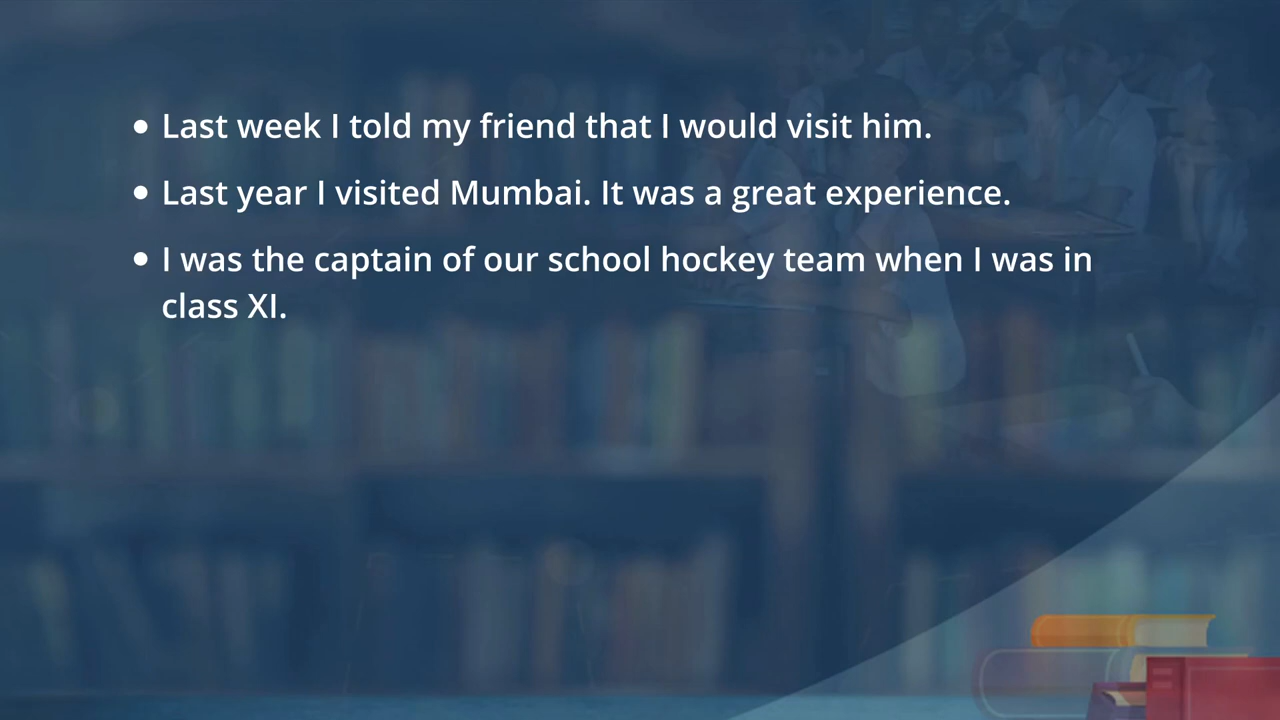 • Last week I told my friend that I would visit him.
• Last year I visited Mumbai. It was a great experience.
• I was the captain of our school hockey team when I was in
class XI.